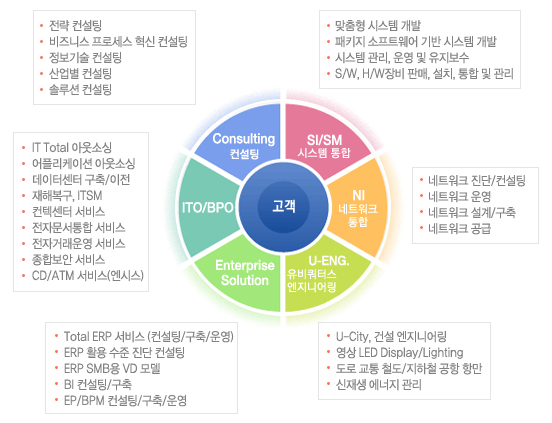 전략 컨설팅
비즈니스 프로세스 혁신 컨설팅
정보기술 컨설팅
산업별 컨설팅
솔루션 컨설팅
맞춤형 시스템 개발
패키지 소프트웨어 기반 시스템 개발
시스템 관리, 운영 및 유지보수
S/W, H/W장비 판매, 설치, 통합 및 관리
Consulting
컨설팅
SI/SM
시스템 통합
IT Total 아웃소싱
어플리케이션 아웃소싱
데이터센터 구축/이전
재해복구, ITSM
컨텍센터 서비스
전자문서통합 서비스
전자거래운영 서비스
종합보안 서비스
CD/ATM 서비스(엔시스)
ITO/BPO
고객
NI
네트워크
통합
네트워크 진단/컨설팅
네트워크 운영
네트워크 설계/구축
네트워크 공급
Enterprise
Solution
U-ENG.
유비쿼터스
엔지니어링
Total ERP 서비스 (컨설팅/구축/운영)
ERP 활용 수준 진단 컨설팅
ERP SMB용 VD 모델
BI 컨설팅/구축
EP/BPM 컨설팅/구축/운영
U-City, 건설 엔지니어링
영상 LED Display/Lighting
도로 교통 철도/지하철 공항 항만
신재생 에너지 관리